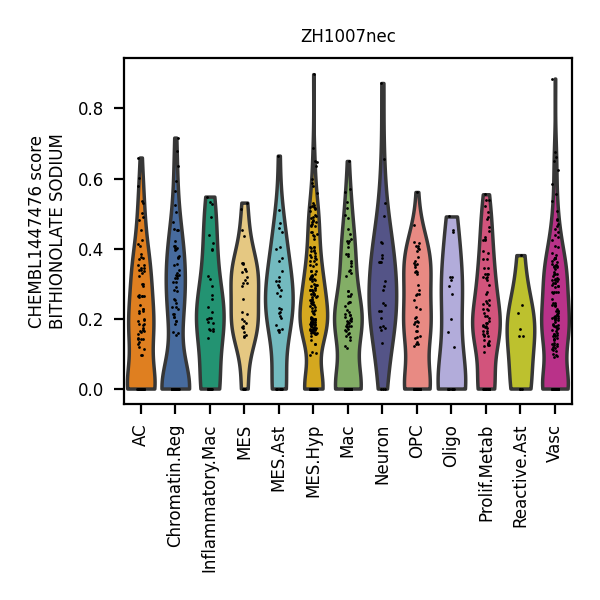 ZH1007nec
CHEMBL1447476 score
BITHIONOLATE SODIUM
0.8
0.6
0.4
0.2
0.0
AC
Chromatin.Reg
Inflammatory.Mac
MES
MES.Ast
MES.Hyp
Mac
Neuron
OPC
Oligo
Prolif.Metab
Reactive.Ast
Vasc